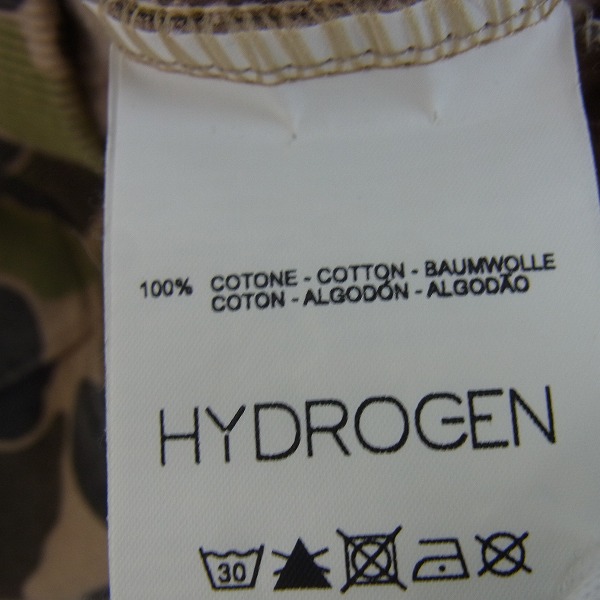 100% COTONE - COTTON - BAUMWOLLE
COTON - ALGODÓN - ALGODÃO
HYDROGEN
30